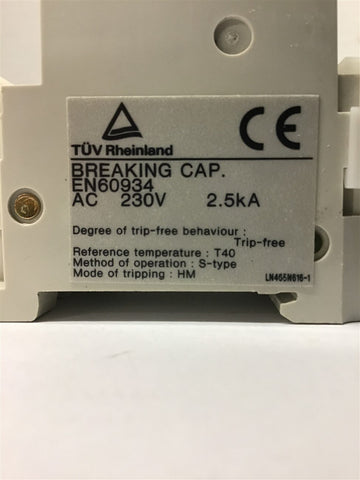 TÜV Rheinland
CE
BREAKING CAP.
EN60934
AC 230V 2.5kA
Degree of trip-free behaviour :
Trip-free
Reference temperature : T40
Method of operation : S-type
Mode of tripping : HM
LN465N616-1